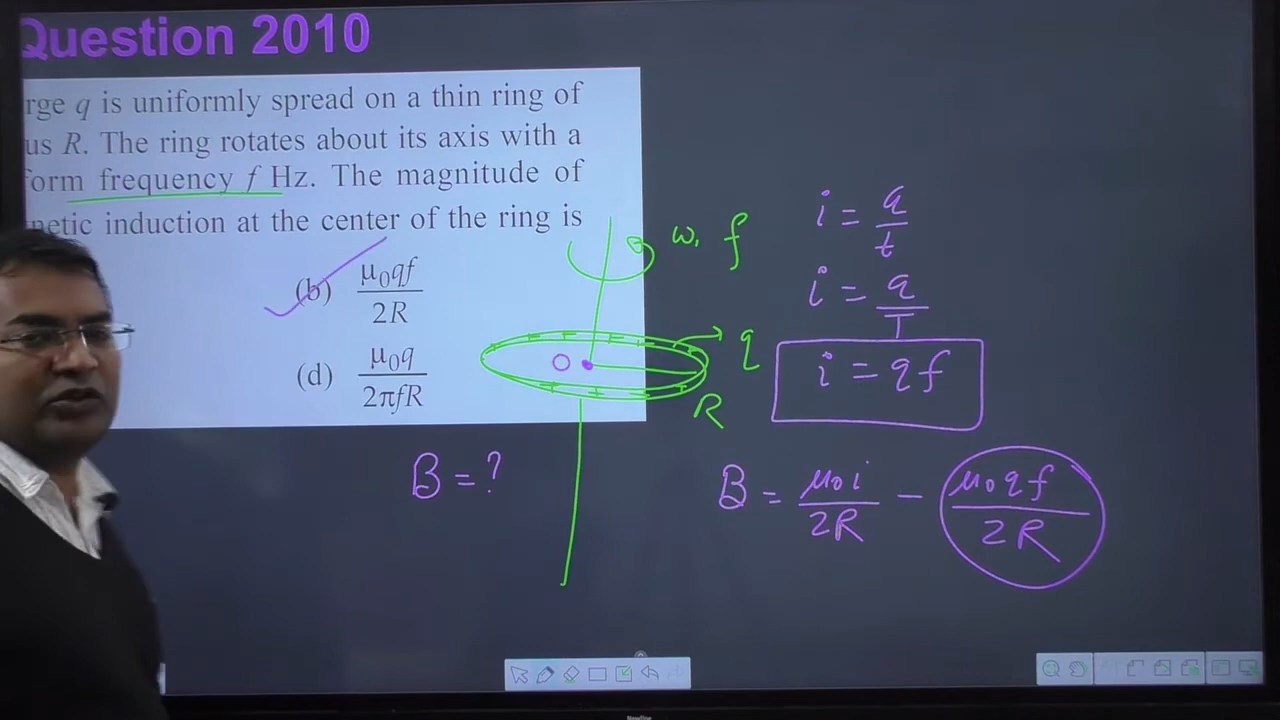 Question 2010
rge q is uniformly spread on a thin ring of
us R. The ring rotates about its axis with a
form frequency f Hz. The magnitude of
netic induction at the center of the ring is
(b) μ₀qf / 2R
(d) μ₀q / 2πfR
ω, f
q
O
R
B = ?
i = q / t
i = q / T
i = qf
B = μ₀i / 2R - μ₀qf / 2R